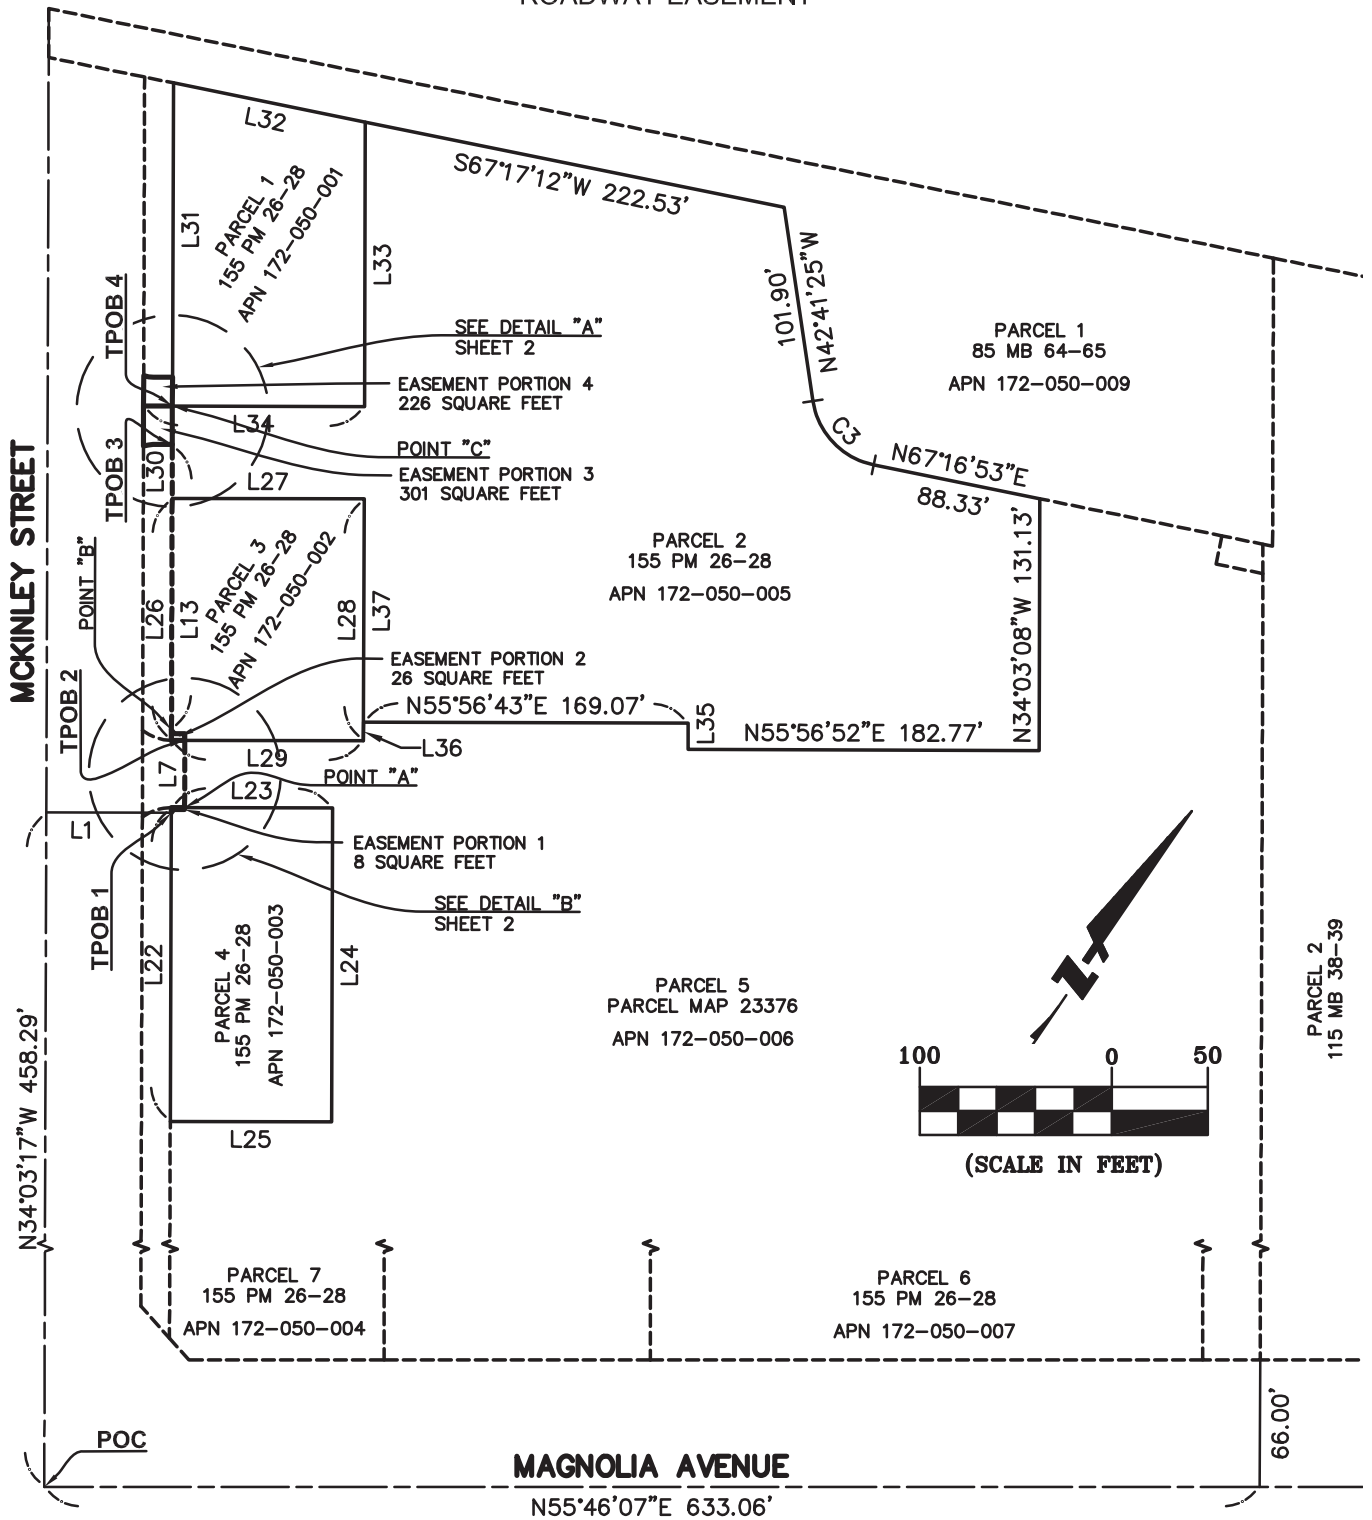 ROADWAY EASEMENT
L32
S67°17'12"W 222.53'
PARCEL 1
155 PM 26-28
APN 172-050-001
L31
L33
TPOB 4
SEE DETAIL "A"
SHEET 2
101.90'
N42°41'25"W
PARCEL 1
85 MB 64-65
APN 172-050-009
EASEMENT PORTION 4
226 SQUARE FEET
L34
POINT "C"
C3
TPOB 3
L30
L27
EASEMENT PORTION 3
301 SQUARE FEET
N67°16'53"E
88.33'
MCKINLEY STREET
POINT "B"
L26
L13
PARCEL 3
155 PM 26-28
APN 172-050-002
L28
L37
PARCEL 2
155 PM 26-28
APN 172-050-005
N34°03'08"W 131.13'
EASEMENT PORTION 2
26 SQUARE FEET
TPOB 2
N55°56'43"E 169.07'
L35
N55°56'52"E 182.77'
L36
L29
L7
POINT "A"
L23
L1
EASEMENT PORTION 1
8 SQUARE FEET
TPOB 1
SEE DETAIL "B"
SHEET 2
L22
PARCEL 4
155 PM 26-28
APN 172-050-003
L24
L25
PARCEL 5
PARCEL MAP 23376
APN 172-050-006
N
PARCEL 2
115 MB 38-39
100 0 50
(SCALE IN FEET)
N34°03'17"W 458.29'
PARCEL 7
155 PM 26-28
APN 172-050-004
PARCEL 6
155 PM 26-28
APN 172-050-007
66.00'
POC
MAGNOLIA AVENUE
N55°46'07"E 633.06'